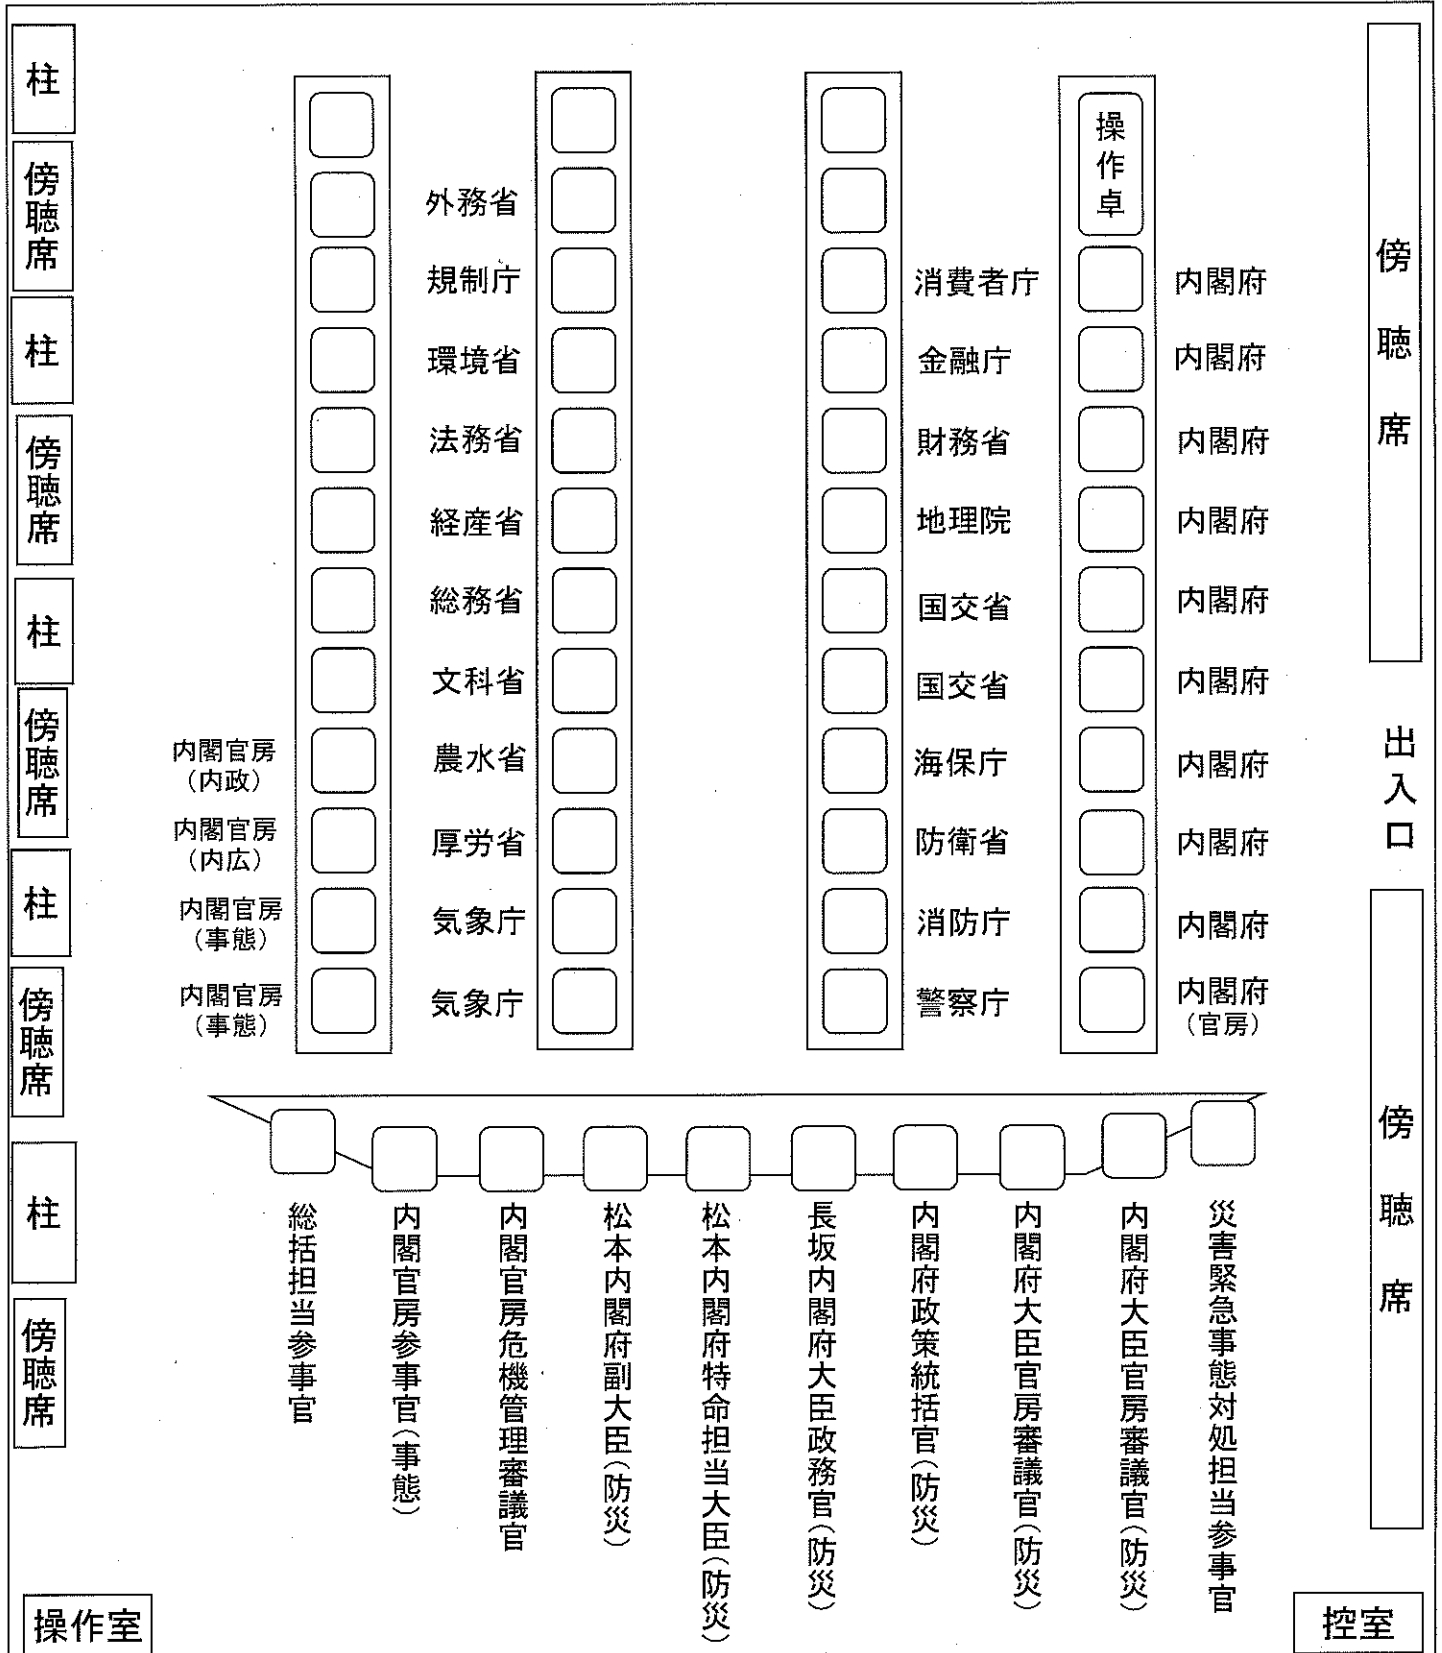 柱
傍聴席
柱
傍聴席
柱
傍聴席
柱
傍聴席
柱
傍聴席
内閣官房
(内政)
内閣官房
(内広)
内閣官房
(事態)
内閣官房
(事態)
外務省
規制庁
環境省
法務省
経産省
総務省
文科省
農水省
厚労省
気象庁
気象庁
消費者庁
金融庁
財務省
地理院
国交省
国交省
海保庁
防衛省
消防庁
警察庁
操作卓
内閣府
内閣府
内閣府
内閣府
内閣府
内閣府
内閣府
内閣府
内閣府
内閣府
(官房)
傍聴席
出入口
傍聴席
総括担当参事官
内閣官房参事官(事態)
内閣官房危機管理審議官
松本内閣府副大臣(防災)
松本内閣府特命担当大臣(防災)
長坂内閣府大臣政務官(防災)
内閣府政策統括官(防災)
内閣府大臣官房審議官(防災)
内閣府大臣官房審議官(防災)
災害緊急事態対処担当参事官
操作室
控室